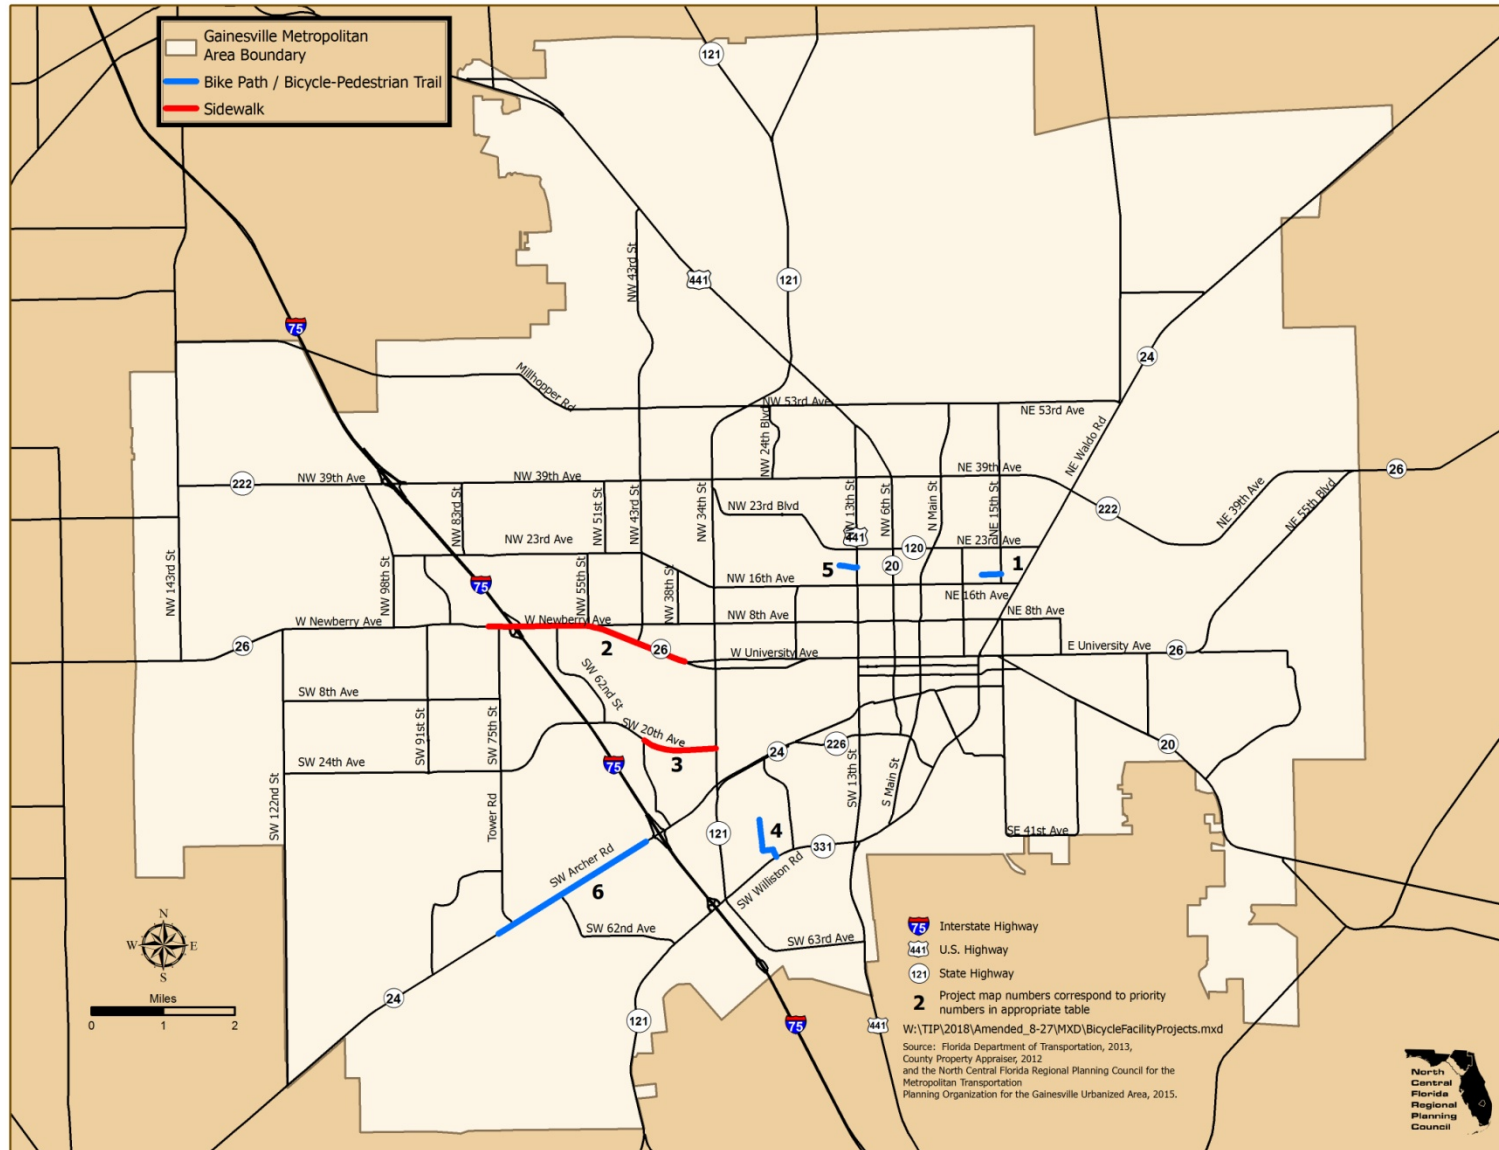 Gainesville Metropolitan
Area Boundary
Bike Path / Bicycle-Pedestrian Trail
Sidewalk
121
NW 43rd St
441
121
75
24
Millhopper Rd
NW 53rd Ave
NE 53rd Ave
NW 24th Blvd
NE Waldo Rd
222
NW 39th Ave
NW 39th Ave
NE 39th Ave
26
NW 83rd St
NW 51st St
NW 43rd St
NW 34th St
NW 23rd Blvd
NW 13th St
NW 6th St
N Main St
NE 15th St
222
NE 39th Ave
NE 55th Blvd
441
NW 23rd Ave
120
NE 23rd Ave
NW 143rd St
NW 98th St
75
NW 55th St
NW 38th St
NW 16th Ave
5
20
1
NE 16th Ave
W Newberry Ave
W Newberry Ave
NW 8th Ave
NE 8th Ave
26
2
26
W University Ave
E University Ave
26
SW 8th Ave
SW 62nd St
SW 91st St
SW 75th St
SW 20th Ave
SW 24th Ave
75
3
24
226
20
SW 122nd St
Tower Rd
SW 13th St
S Main St
121
4
331
SE 41st Ave
SW Archer Rd
6
SW Williston Rd
SW 62nd Ave
SW 63rd Ave
N
W E
S
24
Miles
0 1 2
121
75
441
75 Interstate Highway
441 U.S. Highway
121 State Highway
2 Project map numbers correspond to priority
numbers in appropriate table
W:\TIP\2018\Amended_8-27\MXD\BicycleFacilityProjects.mxd
Source: Florida Department of Transportation, 2013,
County Property Appraiser, 2012
and the North Central Florida Regional Planning Council for the
Metropolitan Transportation
Planning Organization for the Gainesville Urbanized Area, 2015.
North
Central
Florida
Regional
Planning
Council